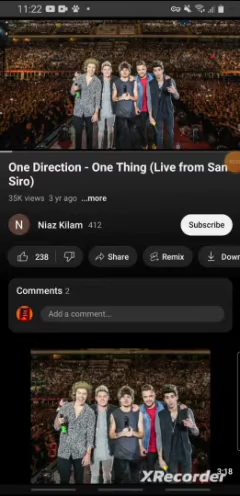 11:22
One Direction - One Thing (Live from San
Siro)
35K views 3 yr ago ...more
N Niaz Kilam 412 Subscribe
238 Share Remix Down
Comments 2
Add a comment...
3:18
XRecorder